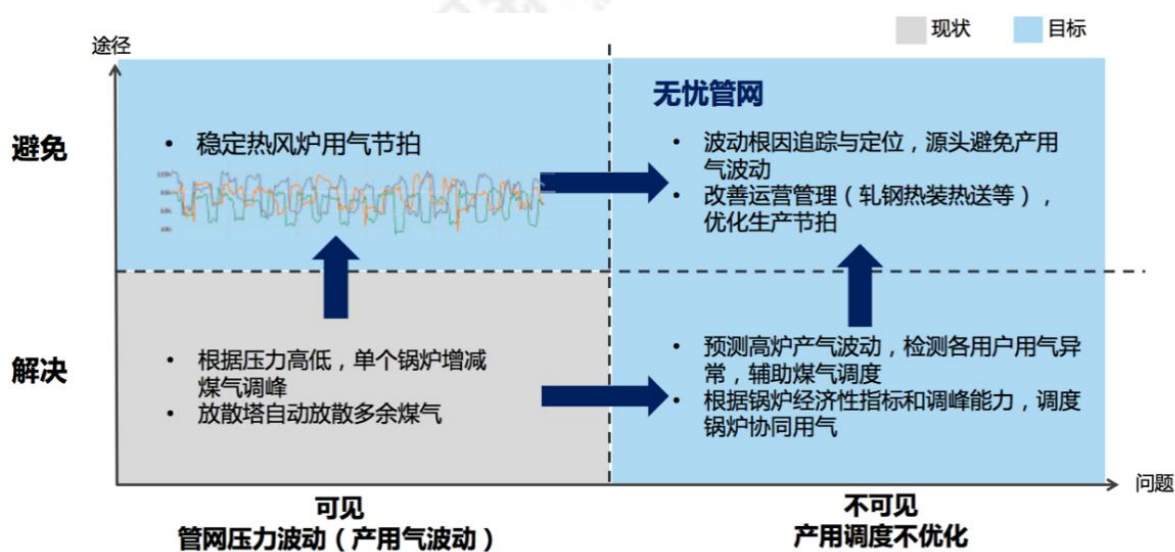 现状
目标
途径
避免
稳定热风炉用气节拍
无忧管网
波动根因追踪与定位，源头避免产用
气波动
改善运营管理（轧钢热装热送等），
优化生产节拍
解决
根据压力高低，单个锅炉增减
煤气调峰
放散塔自动放散多余煤气
预测高炉产气波动，检测各用户用气异
常，辅助煤气调度
根据锅炉经济性指标和调峰能力，调度
锅炉协同用气
问题
可见
管网压力波动（产用气波动）
不可见
产用调度不优化